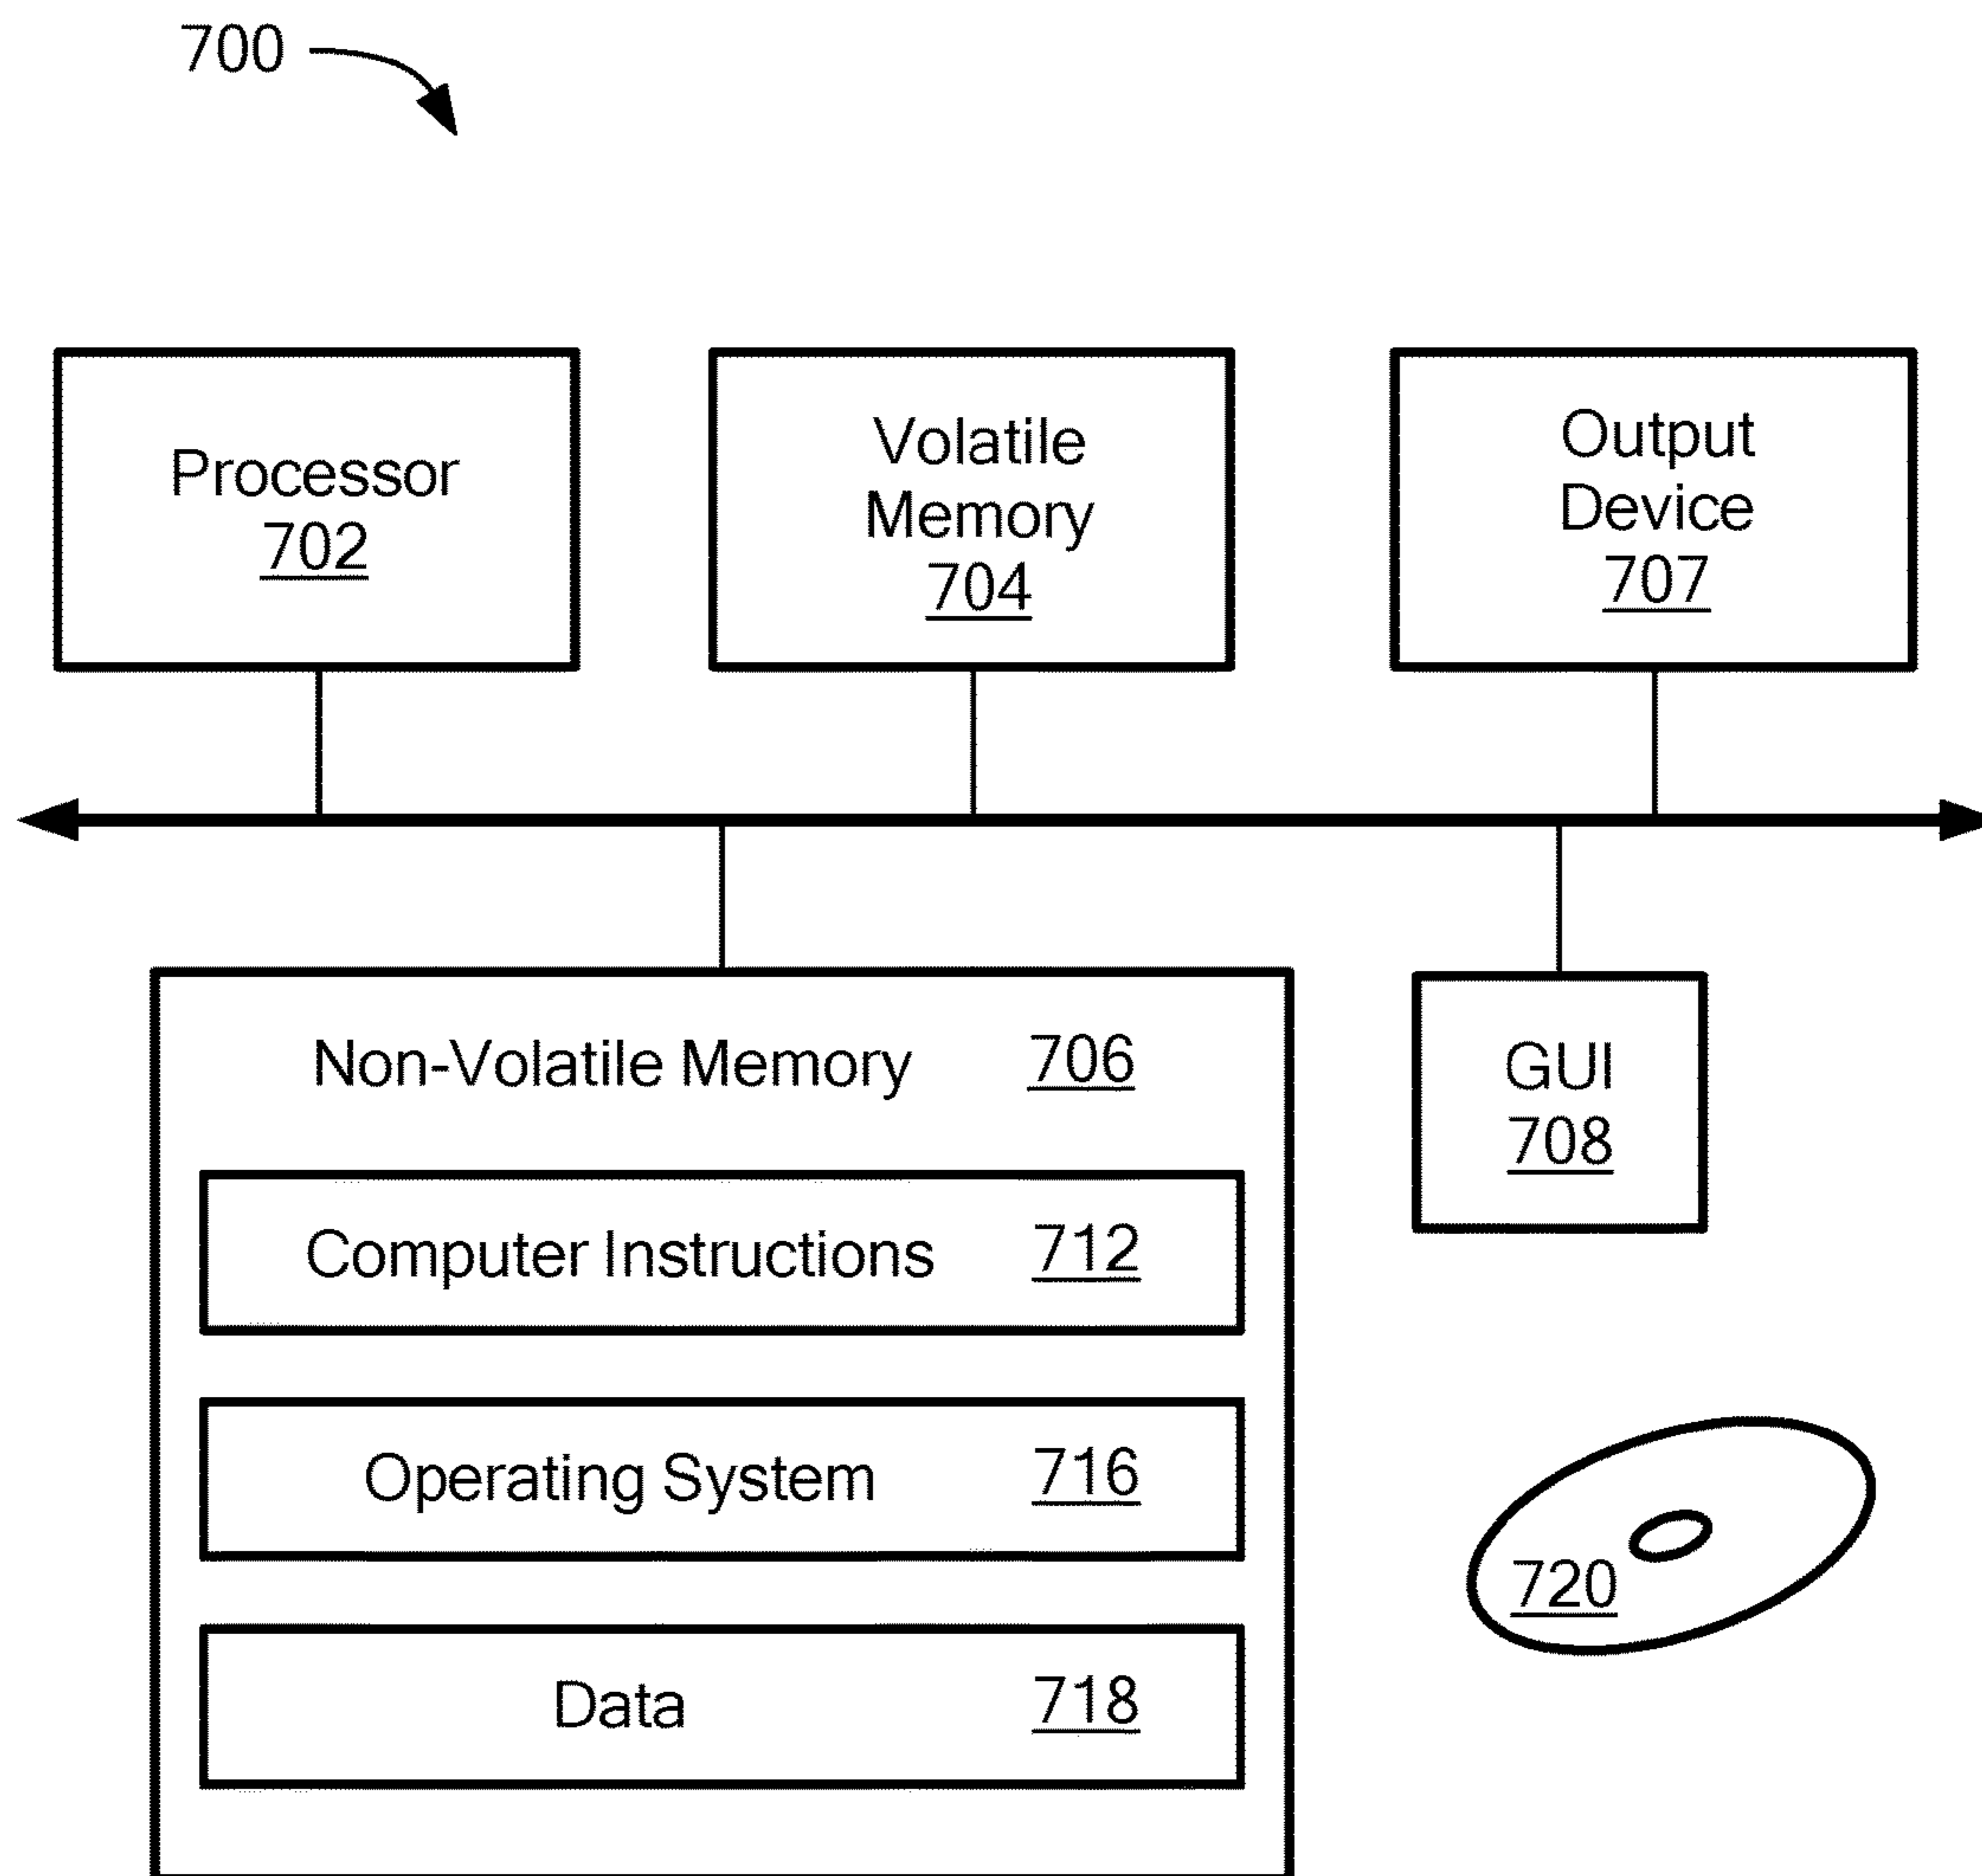 700
Processor
702
Volatile
Memory
704
Output
Device
707
Non-Volatile Memory 706
Computer Instructions 712
Operating System 716
Data 718
GUI
708
720